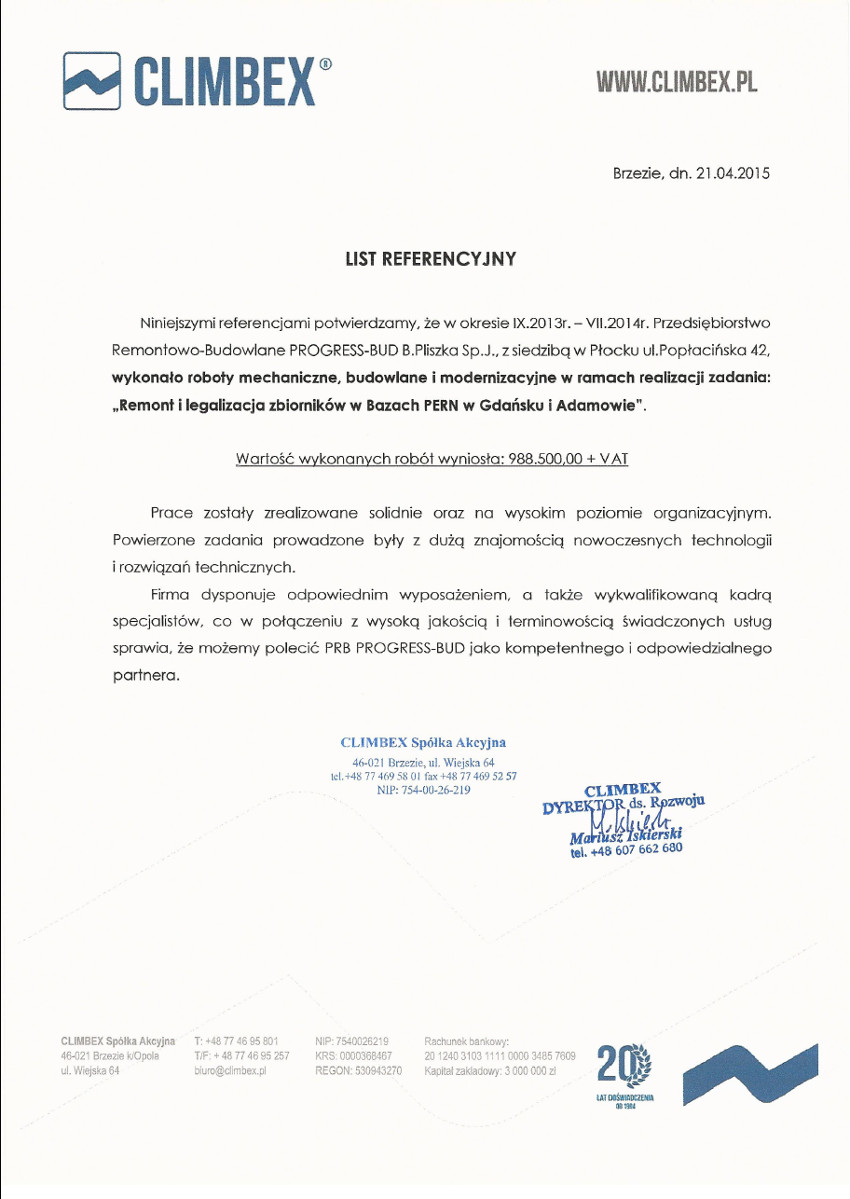 CLIMBEX®
WWW.CLIMBEX.PL
Brzezie, dn. 21.04.2015
LIST REFERENCYJNY
Niniejszymi referencjami potwierdzamy, że w okresie IX.2013r. – VII.2014r. Przedsiębiorstwo
Remontowo-Budowlane PROGRESS-BUD B.Pliszka Sp.J., z siedzibą w Płocku ul.Popłacińska 42,
wykonało roboty mechaniczne, budowlane i modernizacyjne w ramach realizacji zadania:
„Remont i legalizacja zbiorników w Bazach PERN w Gdańsku i Adamowie".
Wartość wykonanych robót wyniosła: 988.500,00 + VAT
Prace zostały zrealizowane solidnie oraz na wysokim poziomie organizacyjnym.
Powierzone zadania prowadzone były z dużą znajomością nowoczesnych technologii
i rozwiązań technicznych.
Firma dysponuje odpowiednim wyposażeniem, a także wykwalifikowaną kadrą
specjalistów, co w połączeniu z wysoką jakością i terminowością świadczonych usług
sprawia, że możemy polecić PRB PROGRESS-BUD jako kompetentnego i odpowiedzialnego
partnera.
CLIMBEX Spółka Akcyjna
46-021 Brzezie, ul. Wiejska 64
tel.+48 77 469 58 01 fax +48 77 469 52 57
NIP: 754-00-26-219
CLIMBEX
DYREKTOR ds. Rozwoju
Mariusz Iskierski
tel. +48 607 662 680
CLIMBEX Spółka Akcyjna
46-021 Brzezie k/Opola
ul. Wiejska 64
T: +48 77 46 95 801
T/F: + 48 77 46 95 257
biuro@climbex.pl
NIP: 7540026219
KRS: 0000368467
REGON: 530943270
Rachunek bankowy:
20 1240 3103 1111 0000 3485 7609
Kapitał zakładowy: 3 000 000 zł
20
LAT DOŚWIADCZENIA
OD 1994